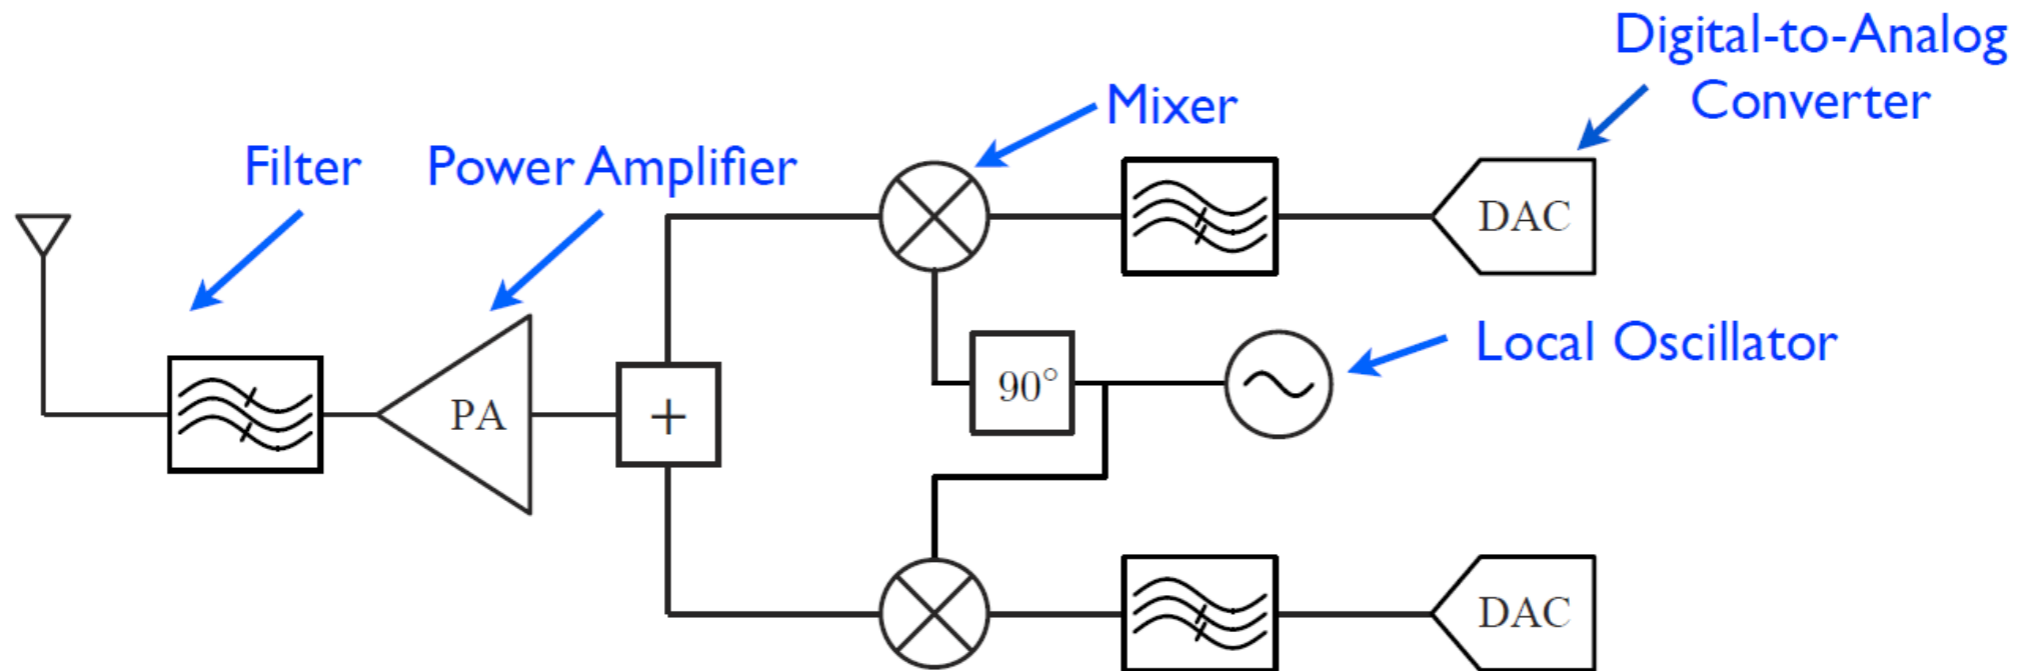 Digital-to-Analog
Converter
Mixer
Filter
Power Amplifier
DAC
Local Oscillator
90°
PA
+
DAC